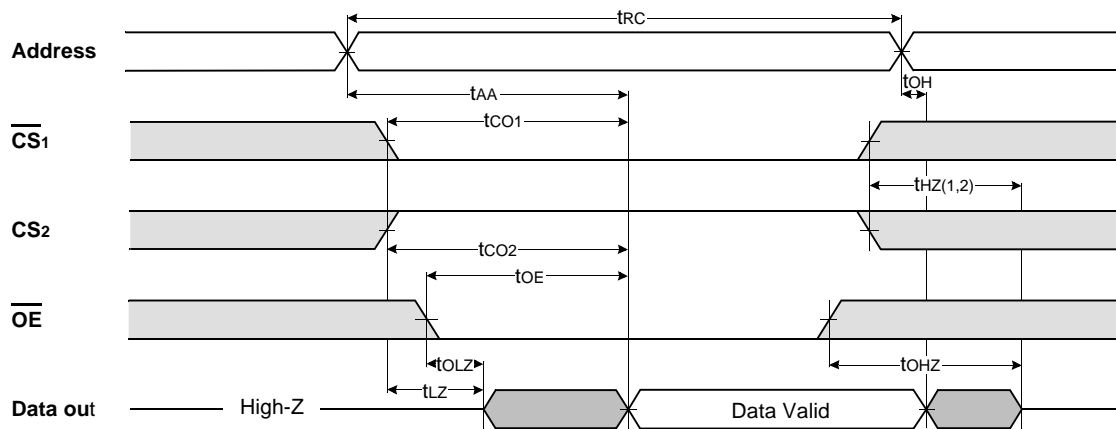 tRC
Address
tOH
tAA
tCO1
CS1
tHZ(1,2)
CS2
tCO2
tOE
OE
tOLZ
tOHZ
tLZ
Data out
High-Z
Data Valid